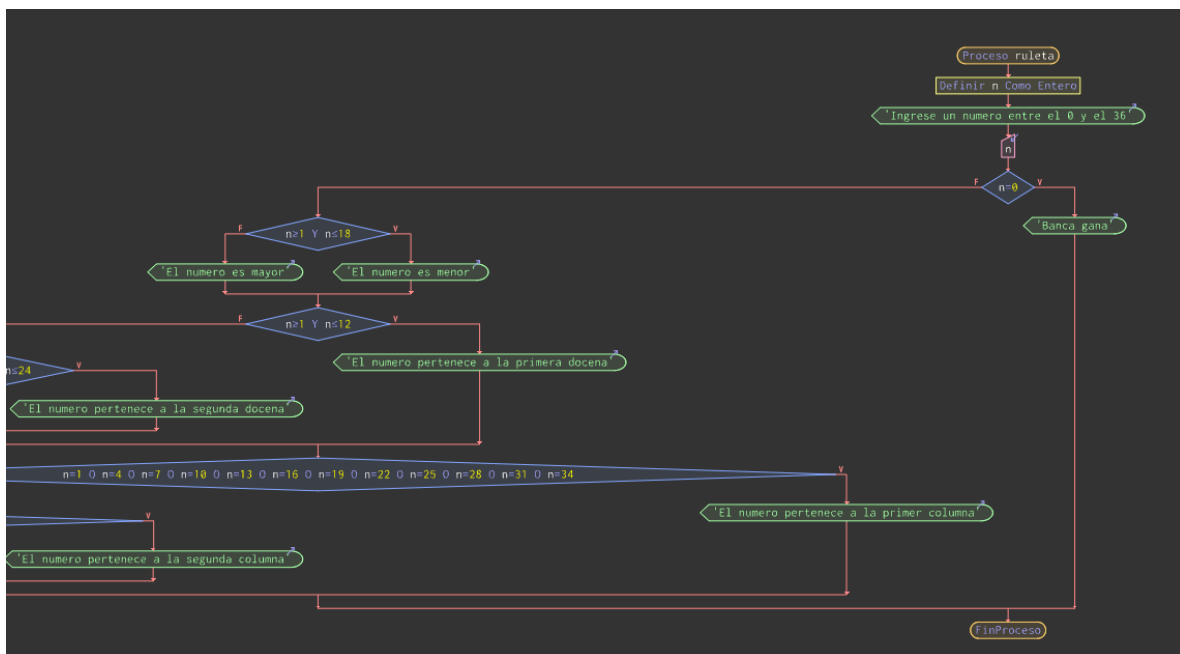 Proceso ruleta
Definir n Como Entero
'Ingrese un numero entre el 0 y el 36'
n
n=0
F
V
'Banca gana'
n≥1 Y n≤18
F
V
'El numero es mayor'
'El numero es menor'
n≥1 Y n≤12
F
V
'El numero pertenece a la primera docena'
n≤24
V
'El numero pertenece a la segunda docena'
n=1 O n=4 O n=7 O n=10 O n=13 O n=16 O n=19 O n=22 O n=25 O n=28 O n=31 O n=34
V
'El numero pertenece a la primer columna'
V
'El numero pertenece a la segunda columna'
FinProceso